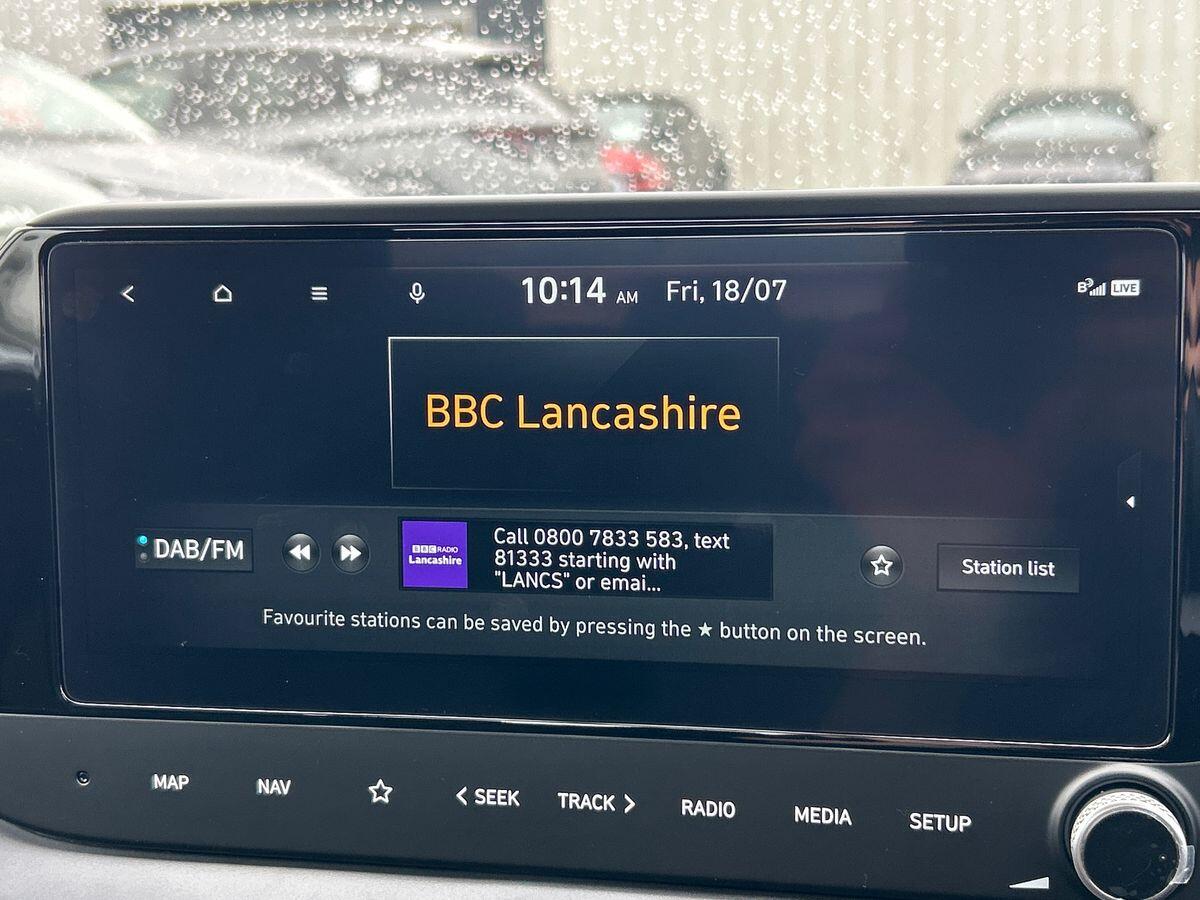 10:14 AM Fri, 18/07
LIVE
BBC Lancashire
DAB/FM
BBC RADIO
Lancashire
Call 0800 7833 583, text
81333 starting with
"LANCS" or emai...
Station list
Favourite stations can be saved by pressing the ★ button on the screen.
MAP
NAV
< SEEK
TRACK >
RADIO
MEDIA
SETUP